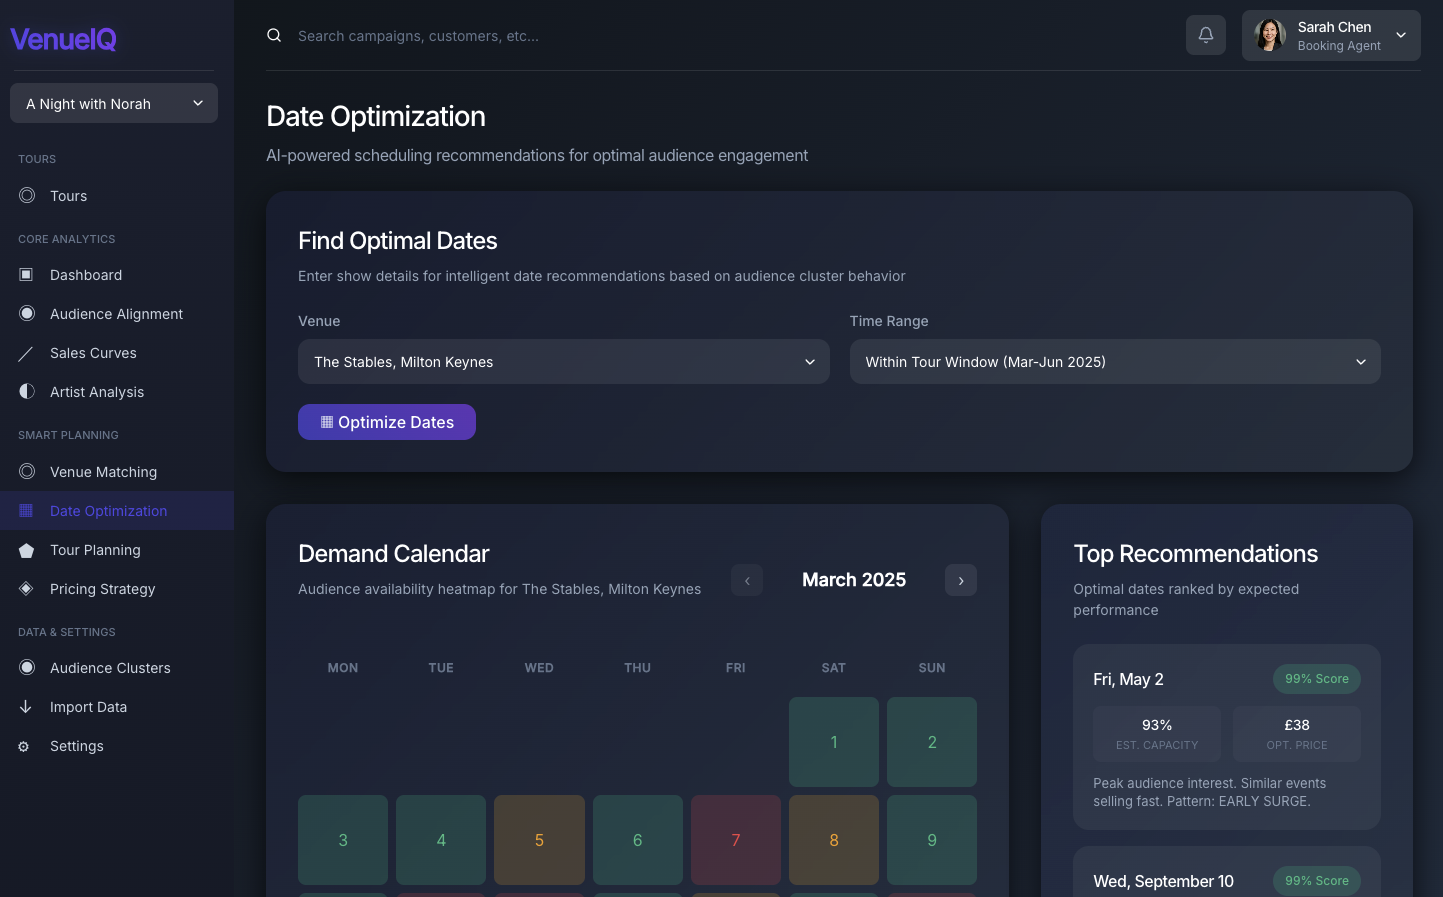 VenueIQ
Search campaigns, customers, etc...
Sarah Chen
Booking Agent
A Night with Norah
TOURS
Tours
CORE ANALYTICS
Dashboard
Audience Alignment
Sales Curves
Artist Analysis
SMART PLANNING
Venue Matching
Date Optimization
Tour Planning
Pricing Strategy
DATA & SETTINGS
Audience Clusters
Import Data
Settings
Date Optimization
AI-powered scheduling recommendations for optimal audience engagement
Find Optimal Dates
Enter show details for intelligent date recommendations based on audience cluster behavior
Venue
Time Range
The Stables, Milton Keynes
Within Tour Window (Mar-Jun 2025)
Optimize Dates
Demand Calendar
Audience availability heatmap for The Stables, Milton Keynes
‹ March 2025 ›
MON TUE WED THU FRI SAT SUN
1 2
3 4 5 6 7 8 9
Top Recommendations
Optimal dates ranked by expected
performance
Fri, May 2
99% Score
93%
EST. CAPACITY
£38
OPT. PRICE
Peak audience interest. Similar events
selling fast. Pattern: EARLY SURGE.
Wed, September 10
99% Score